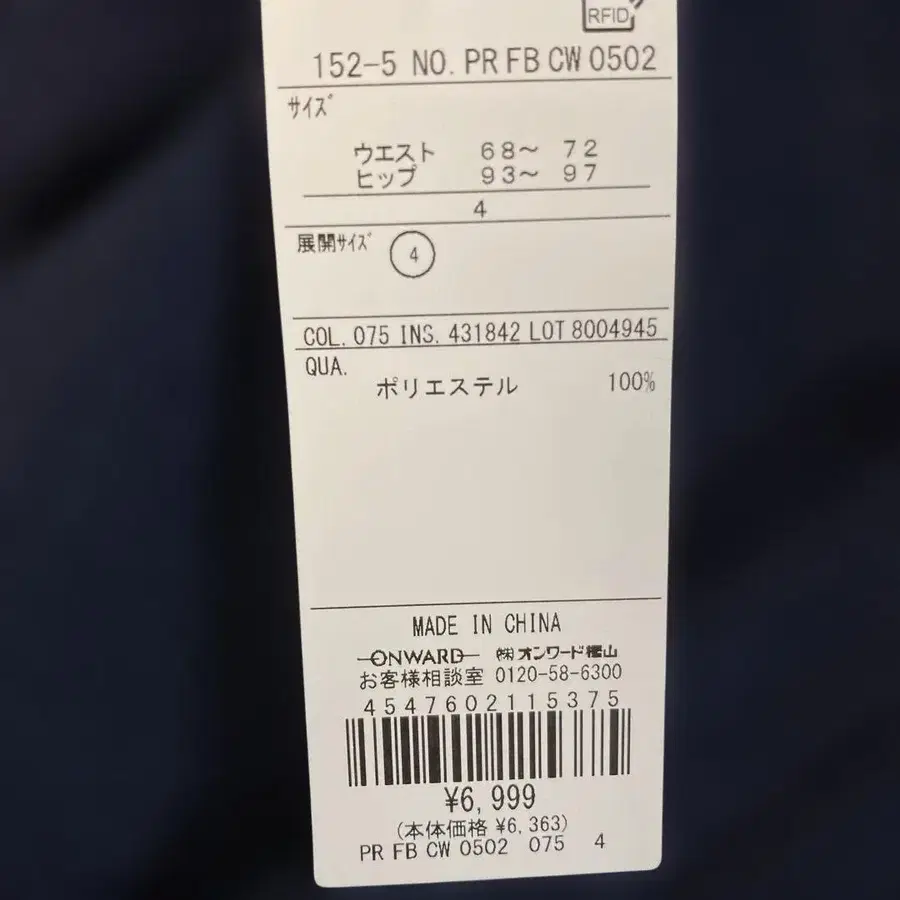 RFID
152-5 NO. PR FB CW 0502
サイズ
ウエスト 68～ 72
ヒップ 93～ 97
4
展開サイズ 4
COL. 075 INS. 431842 LOT 8004945
QUA.
ポリエステル 100%
MADE IN CHINA
ONWARD ㈱オンワード樫山
お客様相談室 0120-58-6300
4547602115375
¥6,999
(本体価格 ¥6,363)
PR FB CW 0502 075 4